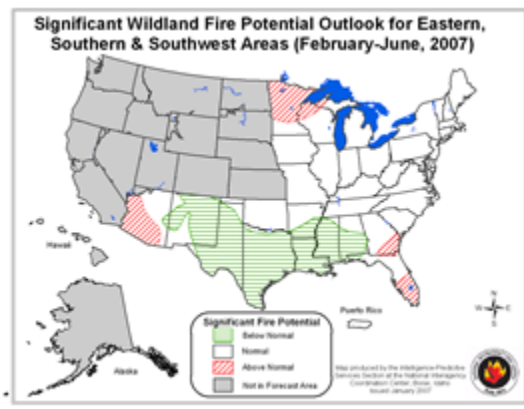 Significant Wildland Fire Potential Outlook for Eastern,
Southern & Southwest Areas (February-June, 2007)
Hawaii
Alaska
Puerto Rico
N
W
E
S
Significant Fire Potential
Below Normal
Normal
Above Normal
Not in Forecast Area
Map produced by the Intelligence-Predictive
Services Section at the National Interagency
Coordination Center, Boise, Idaho
Issued January 2007